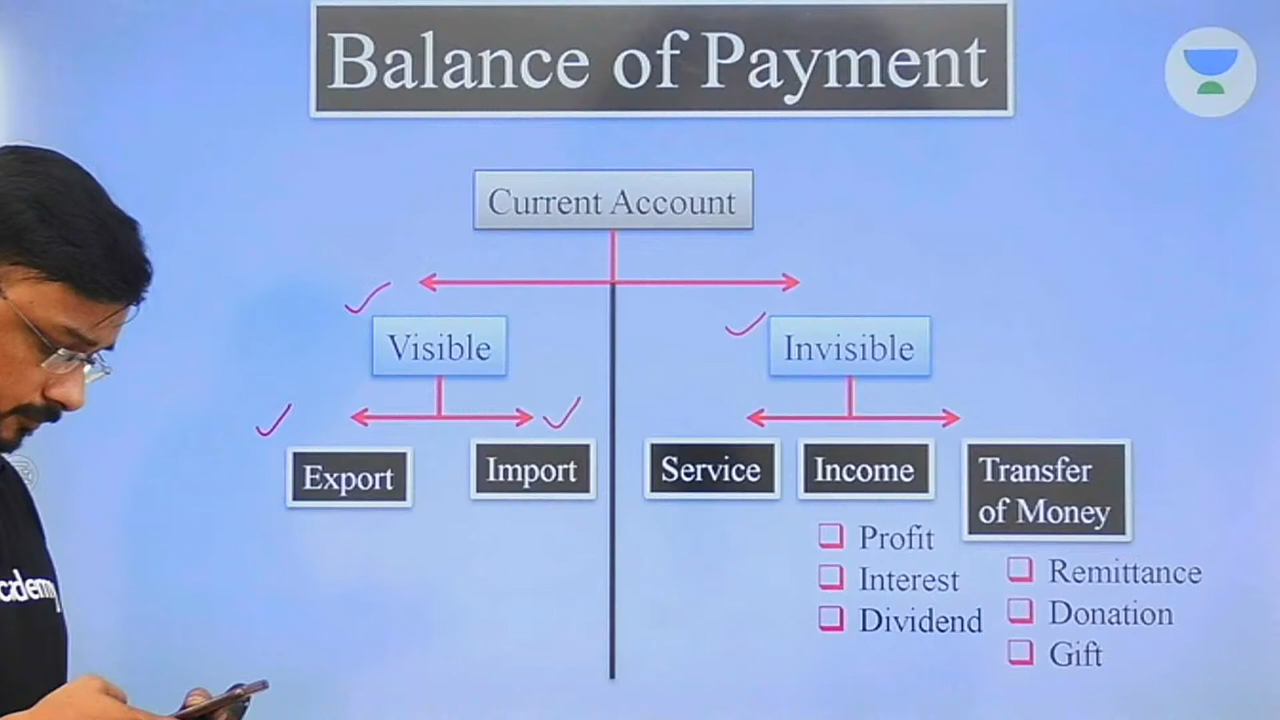 Balance of Payment
Current Account
Visible
Invisible
Export
Import
Service
Income
Transfer
of Money
Profit
Interest
Dividend
Remittance
Donation
Gift
cademy